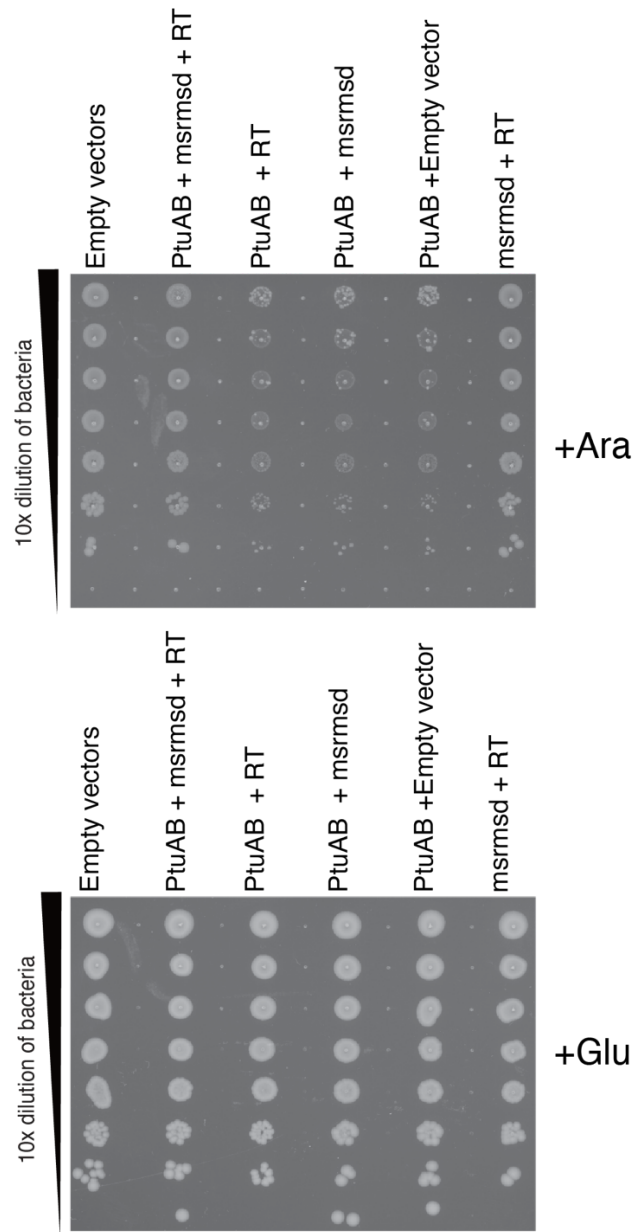 Empty vectors
PtuAB + msrmsd + RT
PtuAB + RT
PtuAB + msrmsd
PtuAB +Empty vector
msrmsd + RT
10x dilution of bacteria
+Ara
Empty vectors
PtuAB + msrmsd + RT
PtuAB + RT
PtuAB + msrmsd
PtuAB +Empty vector
msrmsd + RT
10x dilution of bacteria
+Glu